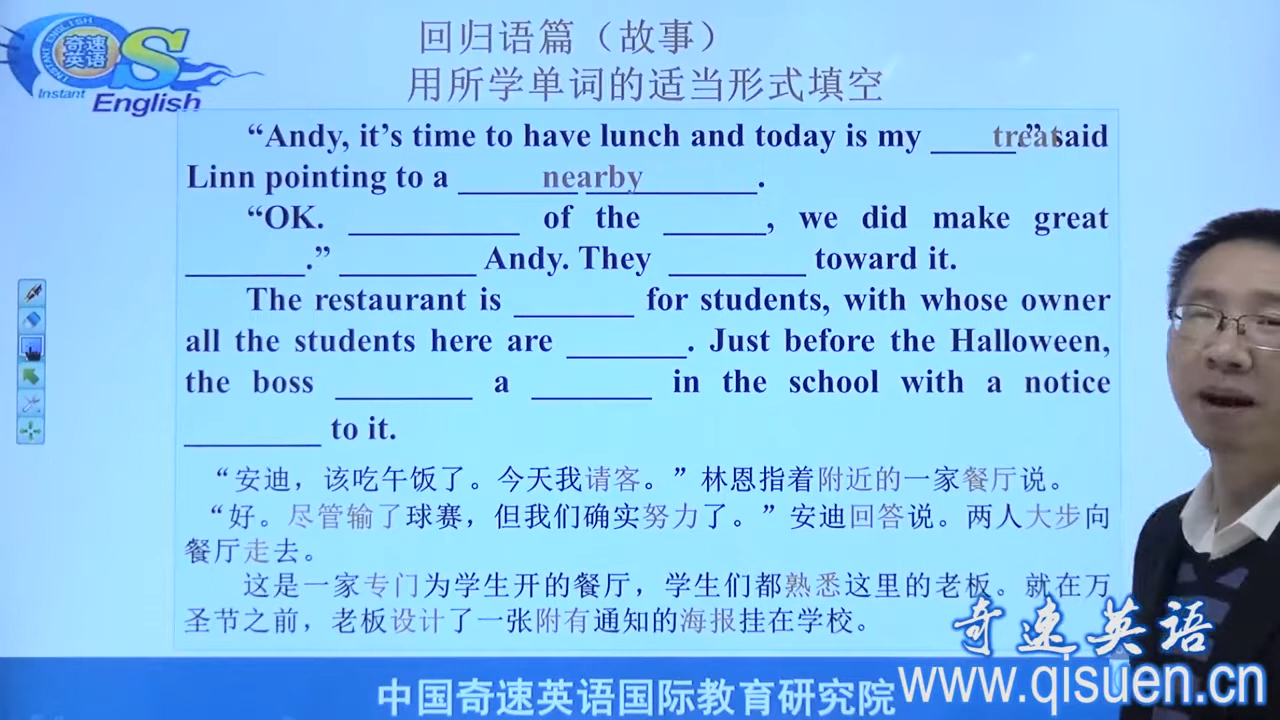 奇速英语
INSTANT ENGLISH
QS
Instant
English
回归语篇（故事）
用所学单词的适当形式填空
“Andy, it’s time to have lunch and today is my _____.” treat said
Linn pointing to a _______ nearby __________.
“OK. __________ of the ______, we did make great
_______.” ________ Andy. They ________ toward it.
The restaurant is _______ for students, with whose owner
all the students here are _______. Just before the Halloween,
the boss ________ a _______ in the school with a notice
________ to it.
“安迪，该吃午饭了。今天我请客。”林恩指着附近的一家餐厅说。
“好。尽管输了球赛，但我们确实努力了。”安迪回答说。两人大步向
餐厅走去。
这是一家专门为学生开的餐厅，学生们都熟悉这里的老板。就在万
圣节之前，老板设计了一张附有通知的海报挂在学校。
奇速英语
www.qisuen.cn
中国奇速英语国际教育研究院